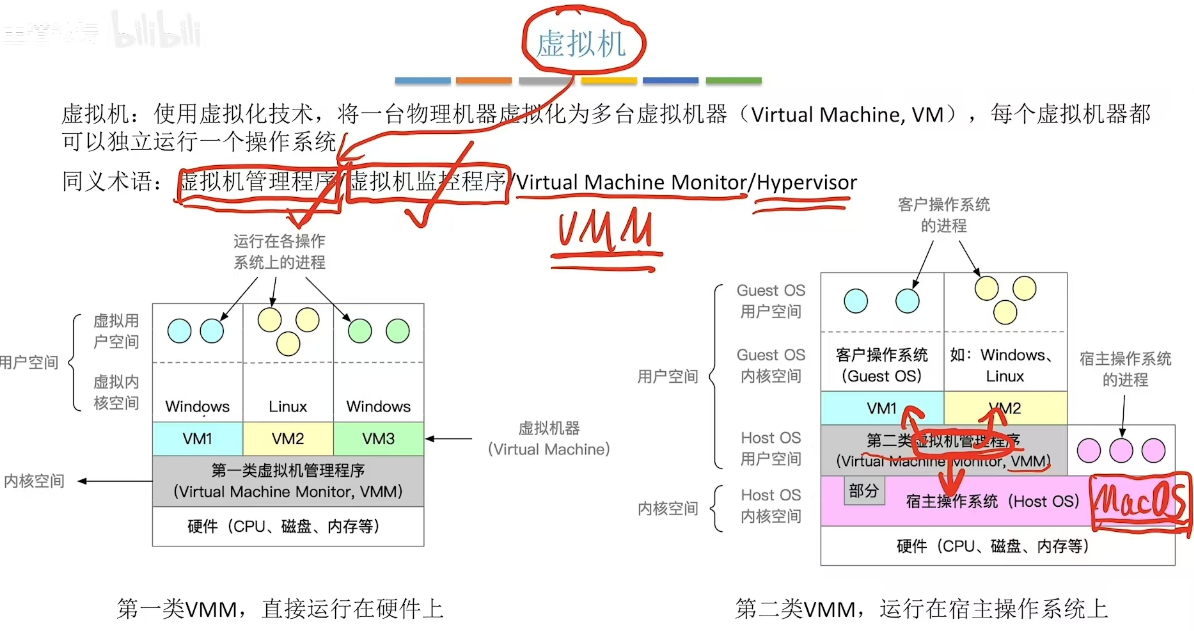 bilibili
虚拟机
虚拟机：使用虚拟化技术，将一台物理机器虚拟化为多台虚拟机器（Virtual Machine, VM），每个虚拟机器都
可以独立运行一个操作系统
同义术语：虚拟机管理程序/虚拟机监控程序/Virtual Machine Monitor/Hypervisor
VMM
运行在各操作
系统上的进程
用户空间
虚拟用
户空间
虚拟内
核空间
Windows
Linux
Windows
VM1
VM2
VM3
虚拟机器
(Virtual Machine)
内核空间
第一类虚拟机管理程序
(Virtual Machine Monitor, VMM)
硬件（CPU、磁盘、内存等）
第一类VMM，直接运行在硬件上
客户操作系统
的进程
用户空间
Guest OS
用户空间
Guest OS
内核空间
客户操作系统
(Guest OS)
如：Windows、
Linux
宿主操作系统
的进程
VM1
VM2
Host OS
用户空间
第二类虚拟机管理程序
(Virtual Machine Monitor, VMM)
内核空间
Host OS
内核空间
部分
宿主操作系统（Host OS）
MacOS
硬件（CPU、磁盘、内存等）
第二类VMM，运行在宿主操作系统上